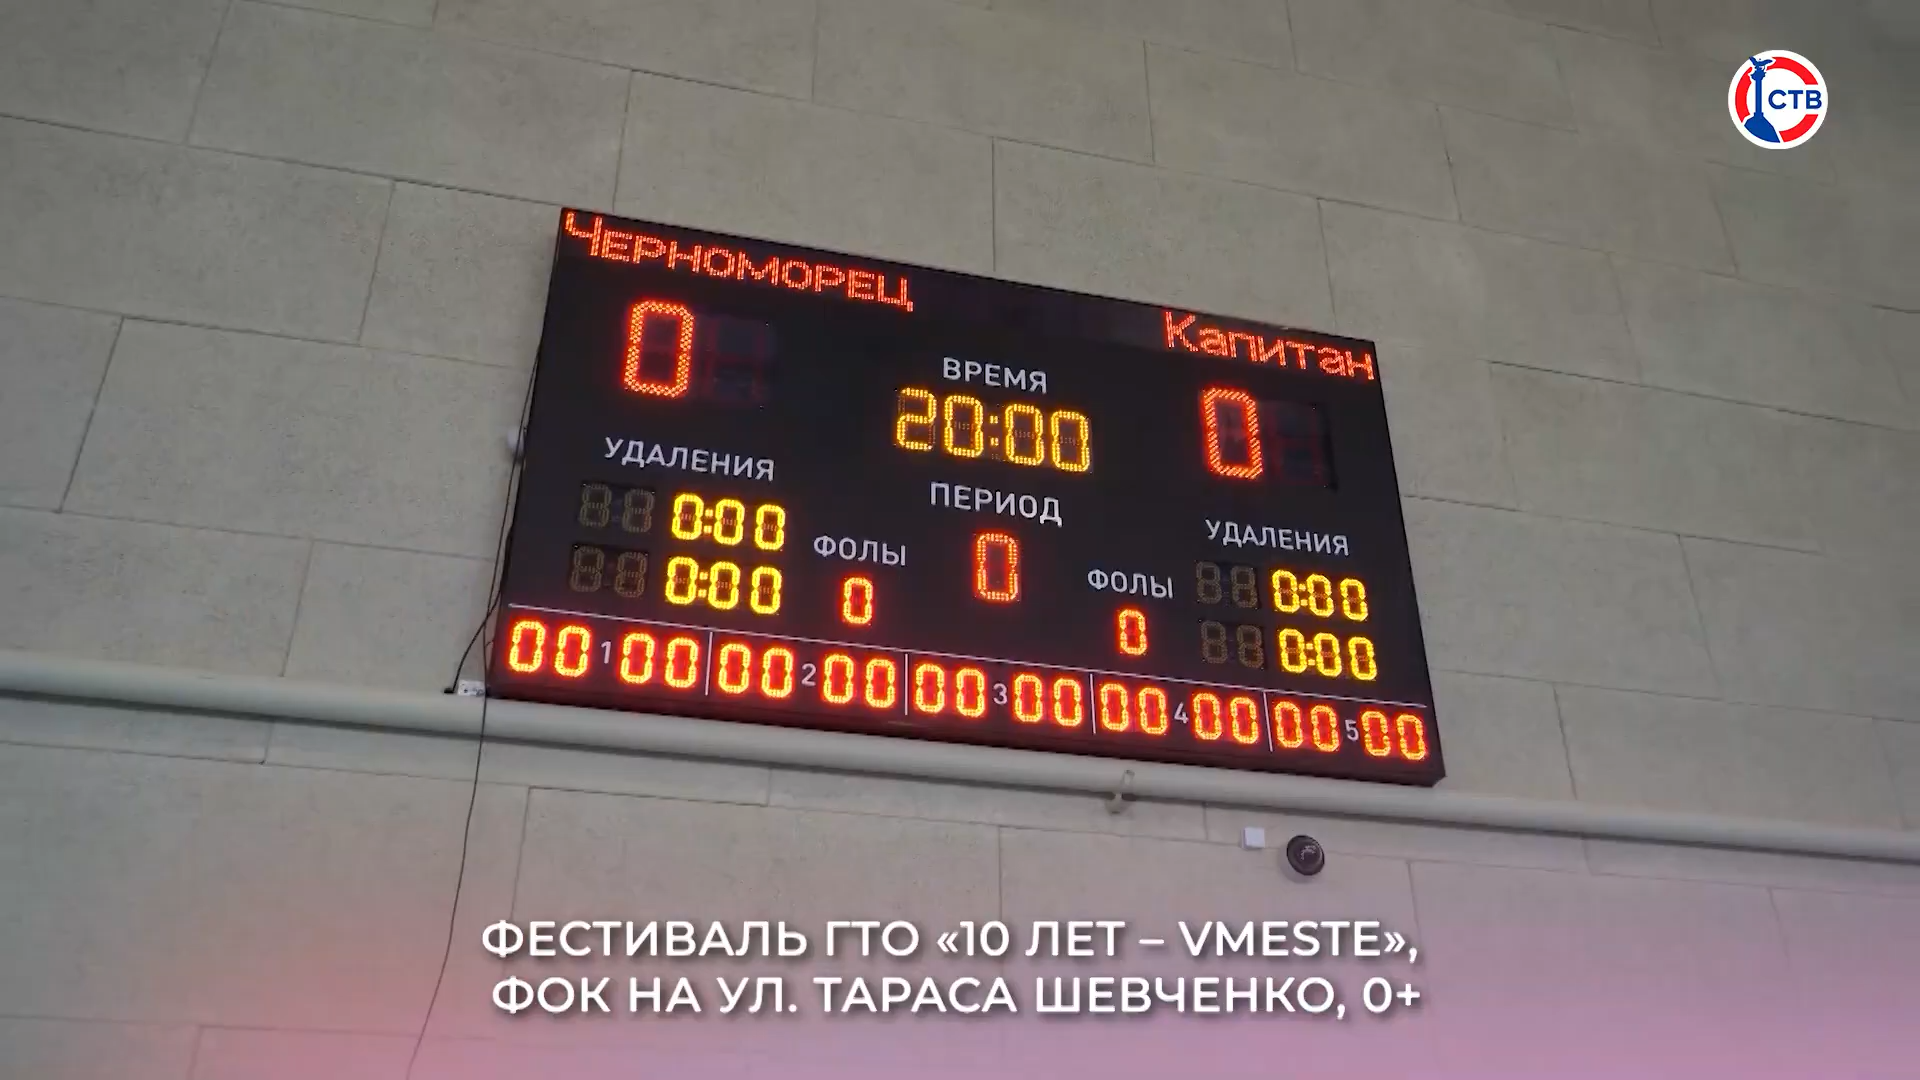 СТВ
ЧЕРНОМОРЕЦ
Капитан
0
0
ВРЕМЯ
20:00
УДАЛЕНИЯ
0:00
0:00
ФОЛЫ
0
ПЕРИОД
0
ФОЛЫ
0
УДАЛЕНИЯ
0:00
0:00
00 1 00 00 2 00 00 3 00 00 4 00 00 5 00
ФЕСТИВАЛЬ ГТО «10 ЛЕТ – VMESTE»,
ФОК НА УЛ. ТАРАСА ШЕВЧЕНКО, 0+